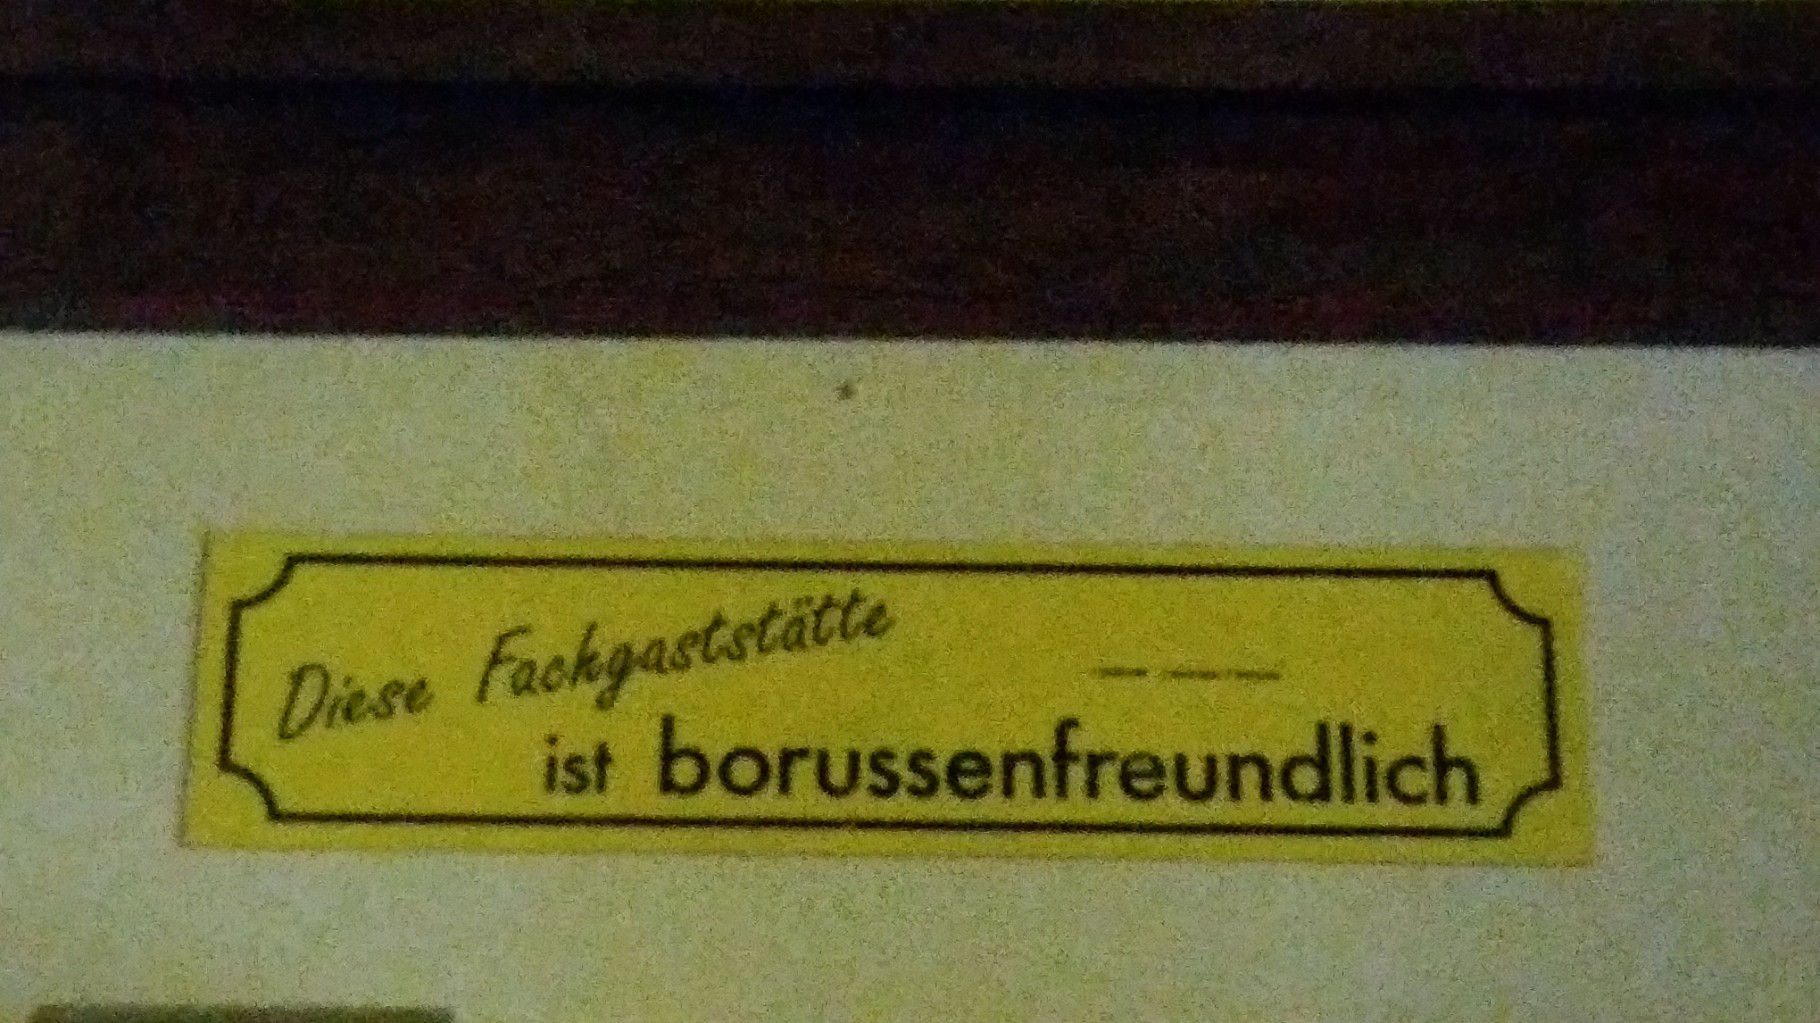 Diese Fachgaststätte
ist borussenfreundlich